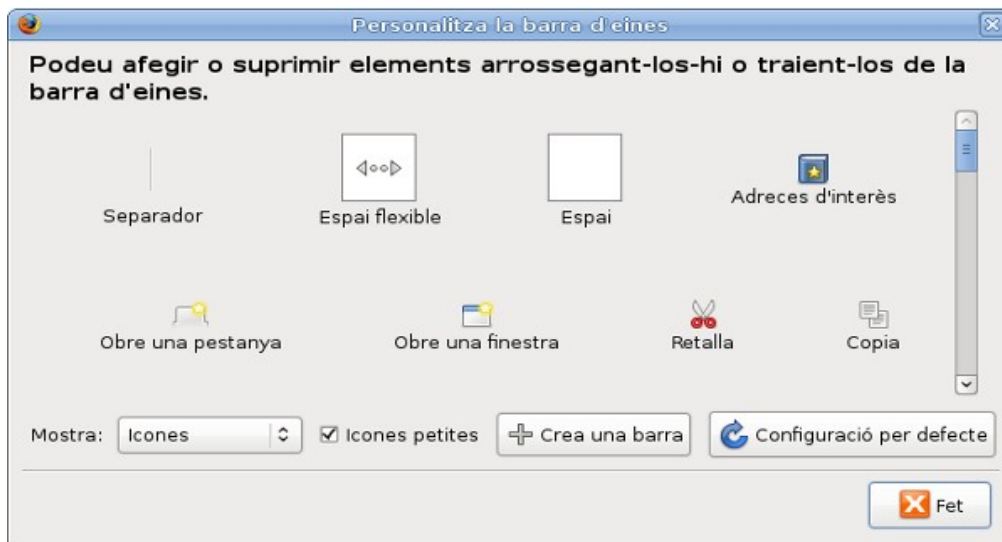 Personalitza la barra d'eines
Podeu afegir o suprimir elements arrossegant-los-hi o traient-los de la
barra d'eines.
Separador
Espai flexible
Espai
Adreces d'interès
Obre una pestanya
Obre una finestra
Retalla
Copia
Mostra:
Icones
Icones petites
Crea una barra
Configuració per defecte
Fet